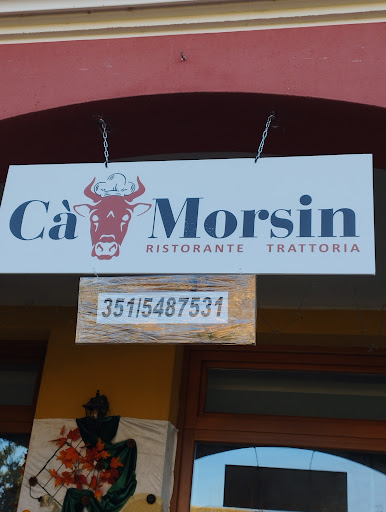 Cà Morsin
RISTORANTE TRATTORIA
351/5487531